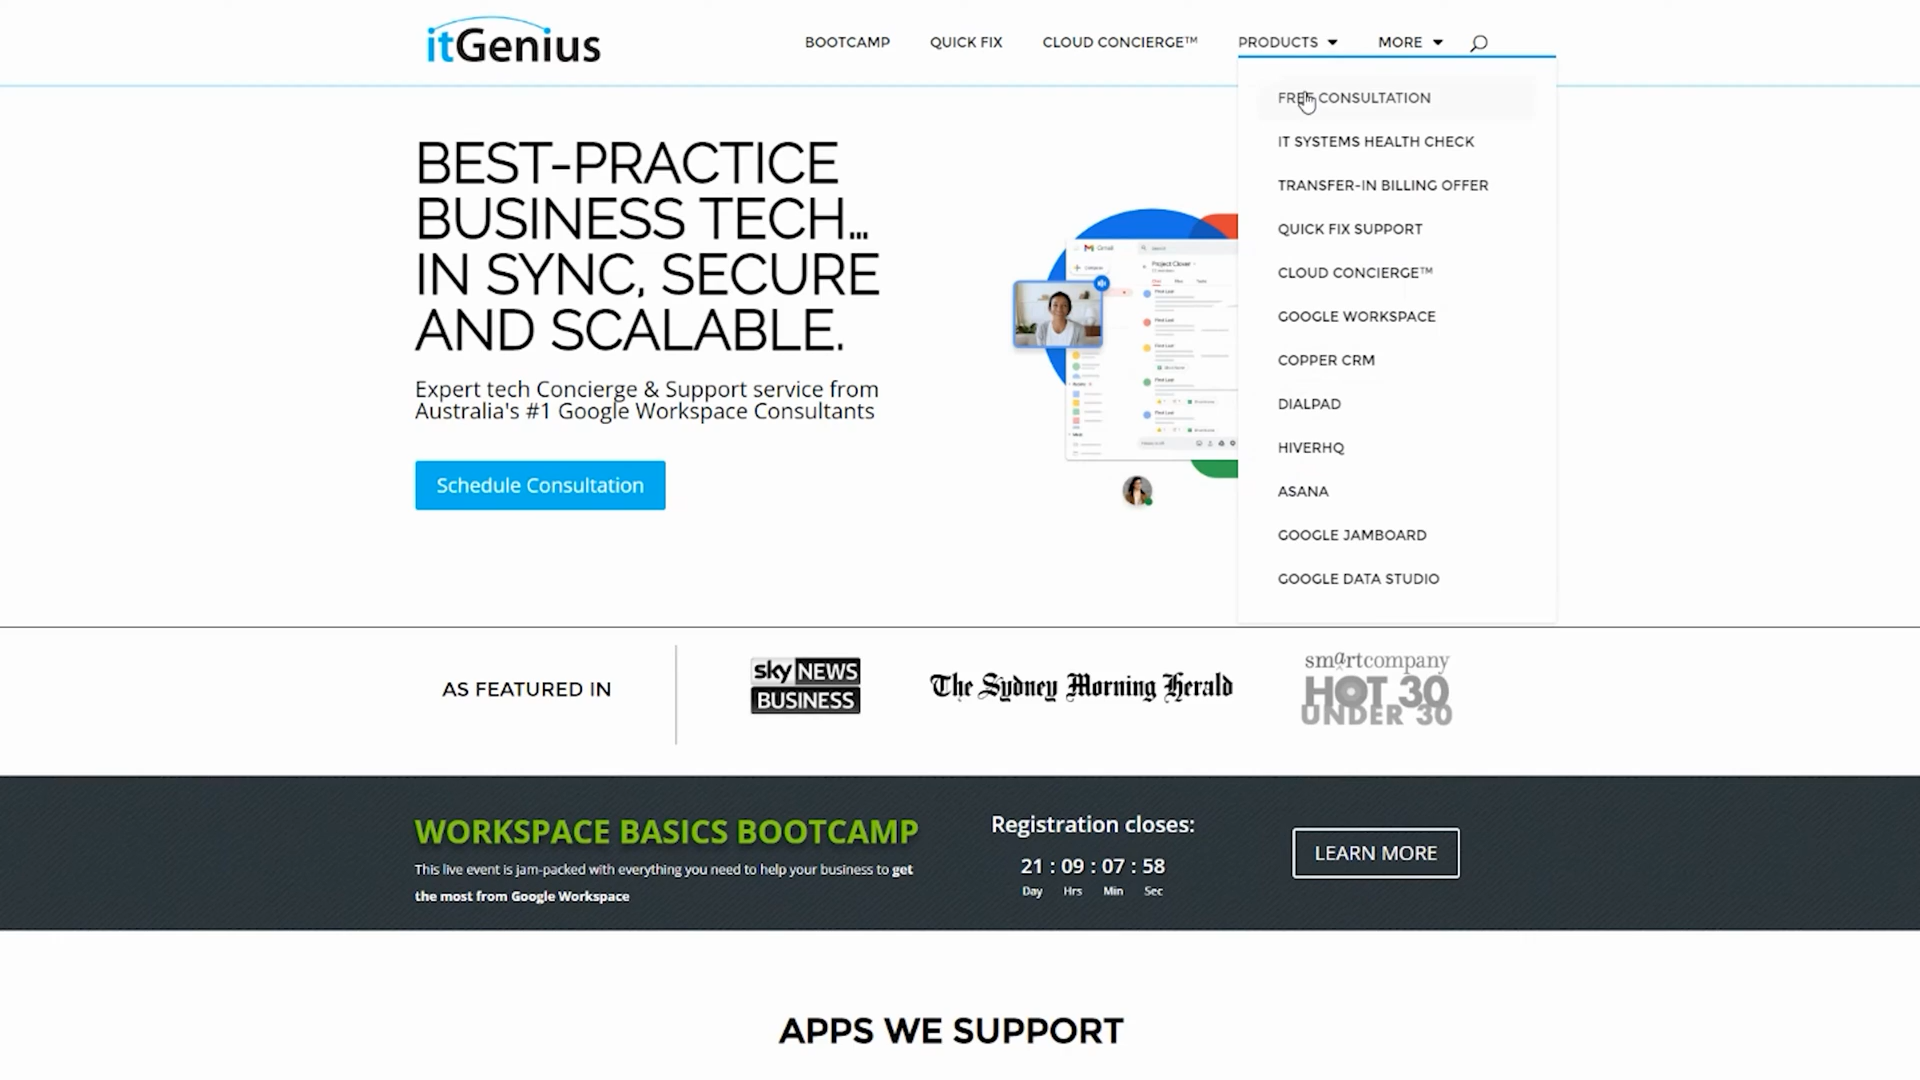 itGenius
BOOTCAMP
QUICK FIX
CLOUD CONCIERGE™
PRODUCTS
MORE
FREE CONSULTATION
IT SYSTEMS HEALTH CHECK
TRANSFER-IN BILLING OFFER
QUICK FIX SUPPORT
CLOUD CONCIERGE™
GOOGLE WORKSPACE
COPPER CRM
DIALPAD
HIVERHQ
ASANA
GOOGLE JAMBOARD
GOOGLE DATA STUDIO
BEST-PRACTICE
BUSINESS TECH...
IN SYNC, SECURE
AND SCALABLE.
Expert tech Concierge & Support service from
Australia's #1 Google Workspace Consultants
Schedule Consultation
Gmail
Project Clover
AS FEATURED IN
sky NEWS
BUSINESS
The Sydney Morning Herald
smartcompany
HOT 30
UNDER 30
WORKSPACE BASICS BOOTCAMP
This live event is jam-packed with everything you need to help your business to get
the most from Google Workspace
Registration closes:
21 : 09 : 07 : 58
Day Hrs Min Sec
LEARN MORE
APPS WE SUPPORT